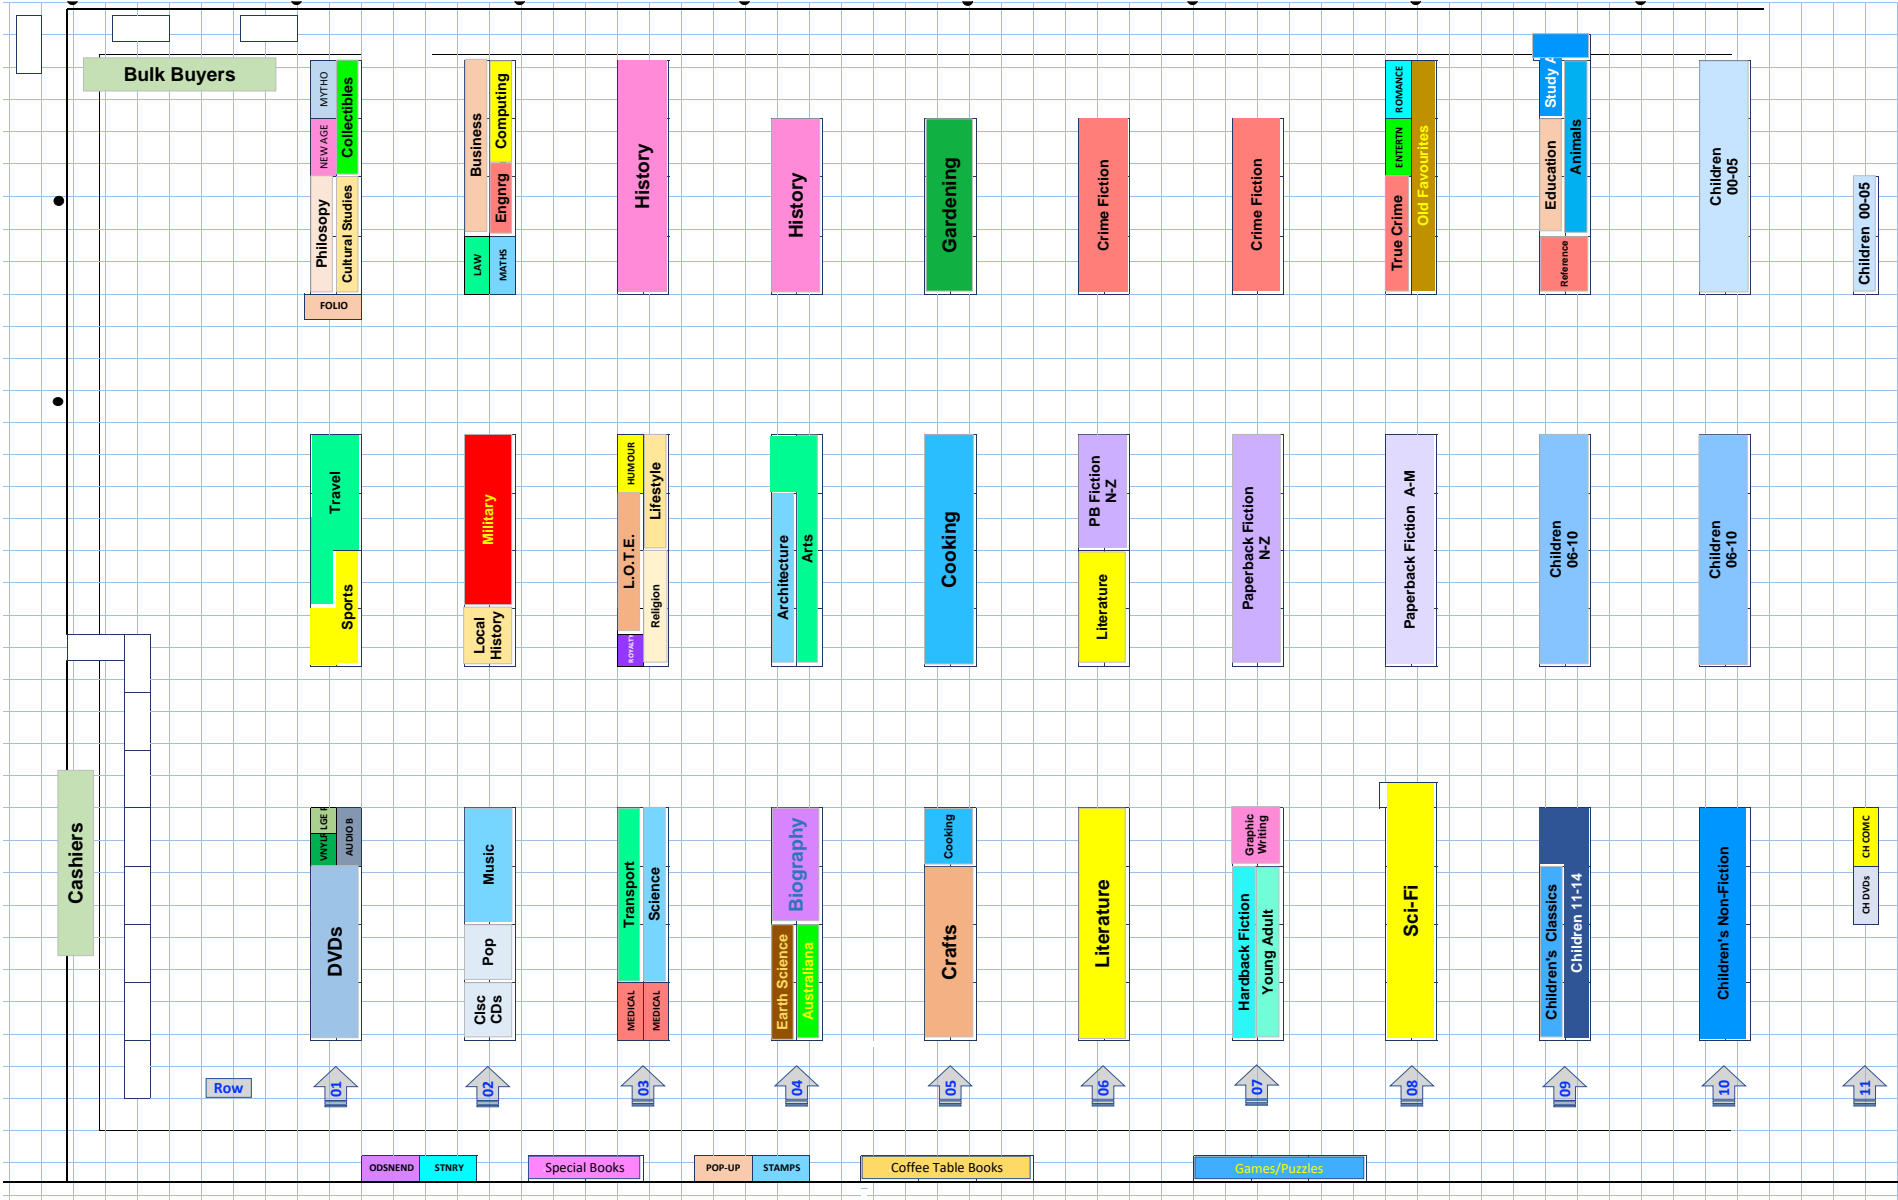 Bulk Buyers
MYTHO
Collectibles
NEW AGE
Philosopy
Cultural Studies
FOLIO
Business
Computing
Engnrg
LAW
MATHS
History
History
Gardening
Crime Fiction
Crime Fiction
ROMANCE
ENTERTN
True Crime
Old Favourites
Study A
Animals
Education
Reference
Children
00-05
Children 00-05
Travel
Sports
Military
Local
History
HUMOUR
Lifestyle
L.O.T.E.
Religion
ROYALTY
Architecture
Arts
Cooking
PB Fiction
N-Z
Literature
Paperback Fiction
N-Z
Paperback Fiction A-M
Children
06-10
Children
06-10
Cashiers
VNYLP
LGE P
AUDIO B
DVDs
Music
Pop
Clsc
CDs
Transport
Science
MEDICAL
MEDICAL
Biography
Earth Science
Australiana
Cooking
Crafts
Literature
Graphic
Writing
Hardback Fiction
Young Adult
Sci-Fi
Children's Classics
Children 11-14
Children's Non-Fiction
CH COMC
CH DVDs
Row
01
02
03
04
05
06
07
08
09
10
11
ODSNEND
STNRY
Special Books
POP-UP
STAMPS
Coffee Table Books
Games/Puzzles